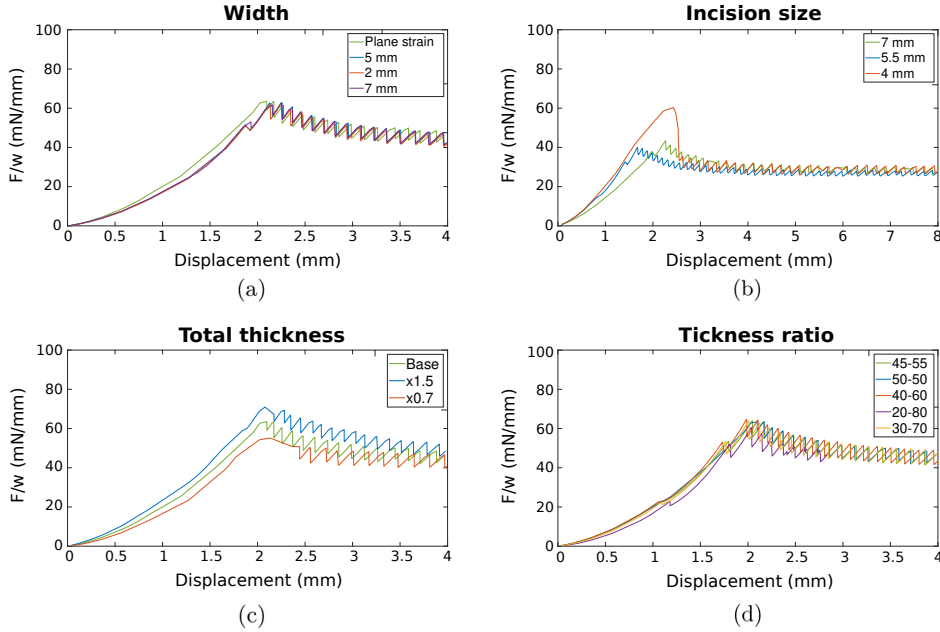 Width
100
80
60
40
20
0
F/w (mN/mm)
Plane strain
5 mm
2 mm
7 mm
0 0.5 1 1.5 2 2.5 3 3.5 4
Displacement (mm)
(a)
Incision size
100
80
60
40
20
0
F/w (mN/mm)
7 mm
5.5 mm
4 mm
0 1 2 3 4 5 6 7 8
Displacement (mm)
(b)
Total thickness
100
80
60
40
20
0
F/w (mN/mm)
Base
x1.5
x0.7
0 0.5 1 1.5 2 2.5 3 3.5 4
Displacement (mm)
(c)
Tickness ratio
100
80
60
40
20
0
F/w (mN/mm)
45-55
50-50
40-60
20-80
30-70
0 0.5 1 1.5 2 2.5 3 3.5 4
Displacement (mm)
(d)